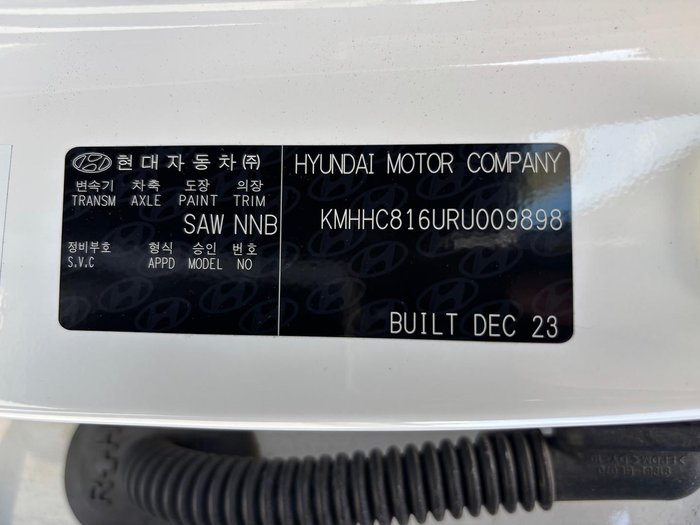 현대자동차㈜
변속기 차축 도장 의장
TRANSM AXLE PAINT TRIM
SAW NNB
정비부호 형식 승인 번호
S.V.C APPD MODEL NO
HYUNDAI MOTOR COMPANY
KMHHC816URU009898
BUILT DEC 23